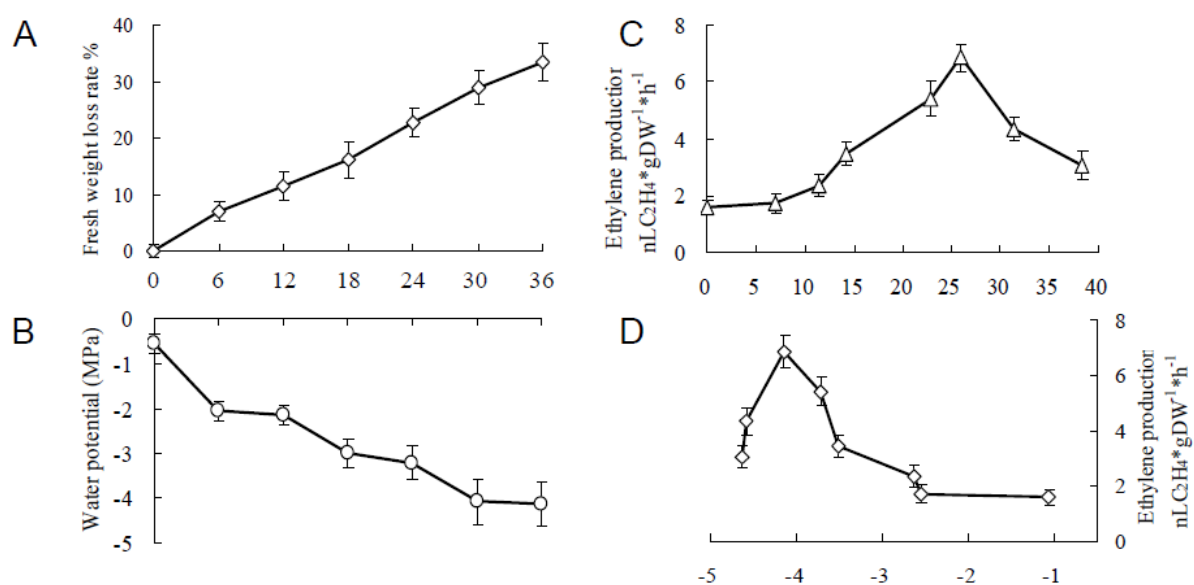 A
Fresh weight loss rate %
40
30
20
10
0
0 6 12 18 24 30 36
B
Water potential (MPa)
0
-1
-2
-3
-4
-5
C
Ethylene production
nLC₂H₄*gDW⁻¹*h⁻¹
8
6
4
2
0
0 5 10 15 20 25 30 35 40
D
8
6
4
2
0
Ethylene production
nLC₂H₄*gDW⁻¹*h⁻¹
-5 -4 -3 -2 -1